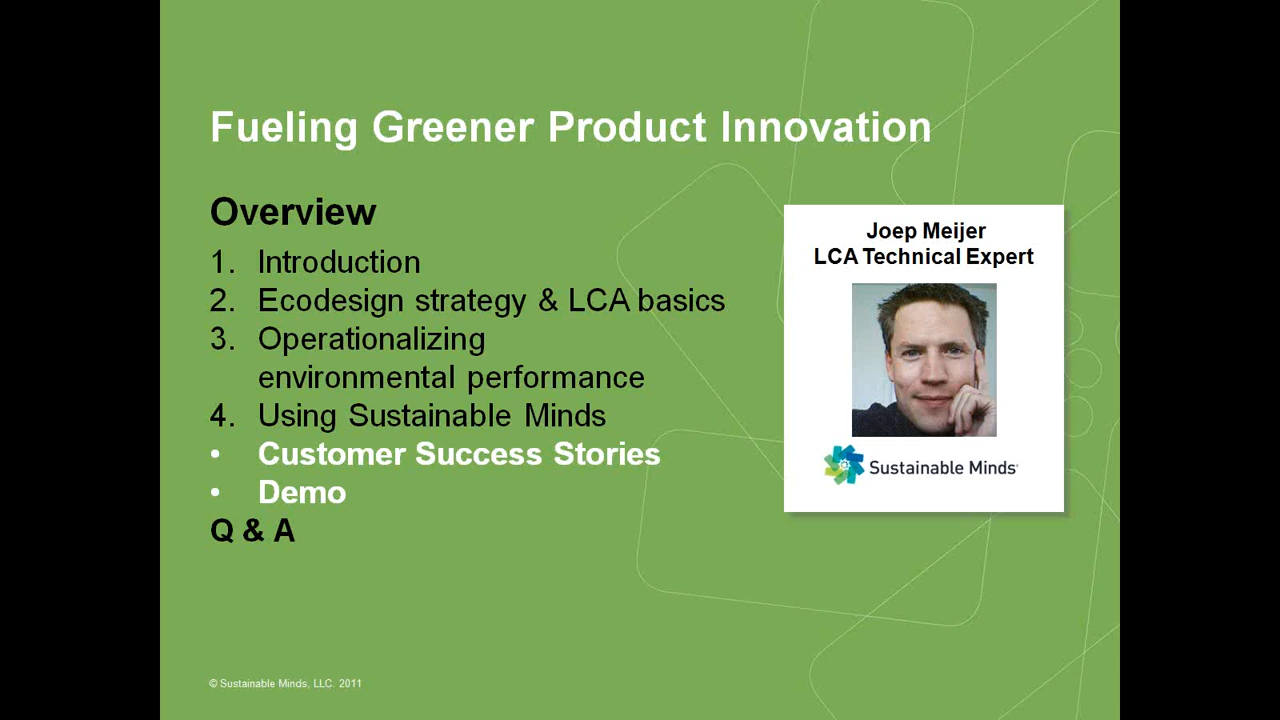 Fueling Greener Product Innovation
Overview
1. Introduction
2. Ecodesign strategy & LCA basics
3. Operationalizing
environmental performance
4. Using Sustainable Minds
• Customer Success Stories
• Demo
Q & A
Joep Meijer
LCA Technical Expert
Sustainable Minds
© Sustainable Minds, LLC. 2011